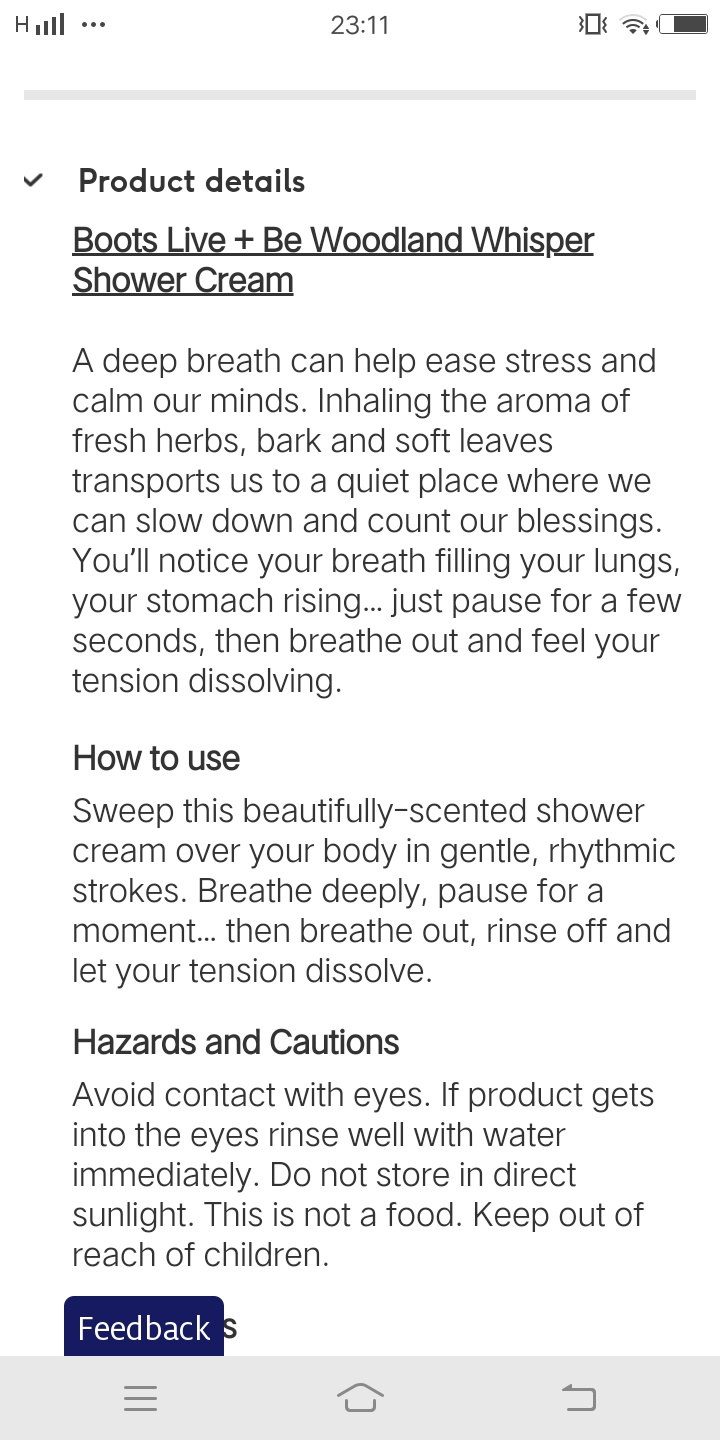 H 23:11
Product details
Boots Live + Be Woodland Whisper
Shower Cream
A deep breath can help ease stress and
calm our minds. Inhaling the aroma of
fresh herbs, bark and soft leaves
transports us to a quiet place where we
can slow down and count our blessings.
You’ll notice your breath filling your lungs,
your stomach rising... just pause for a few
seconds, then breathe out and feel your
tension dissolving.
How to use
Sweep this beautifully-scented shower
cream over your body in gentle, rhythmic
strokes. Breathe deeply, pause for a
moment... then breathe out, rinse off and
let your tension dissolve.
Hazards and Cautions
Avoid contact with eyes. If product gets
into the eyes rinse well with water
immediately. Do not store in direct
sunlight. This is not a food. Keep out of
reach of children.
Feedback